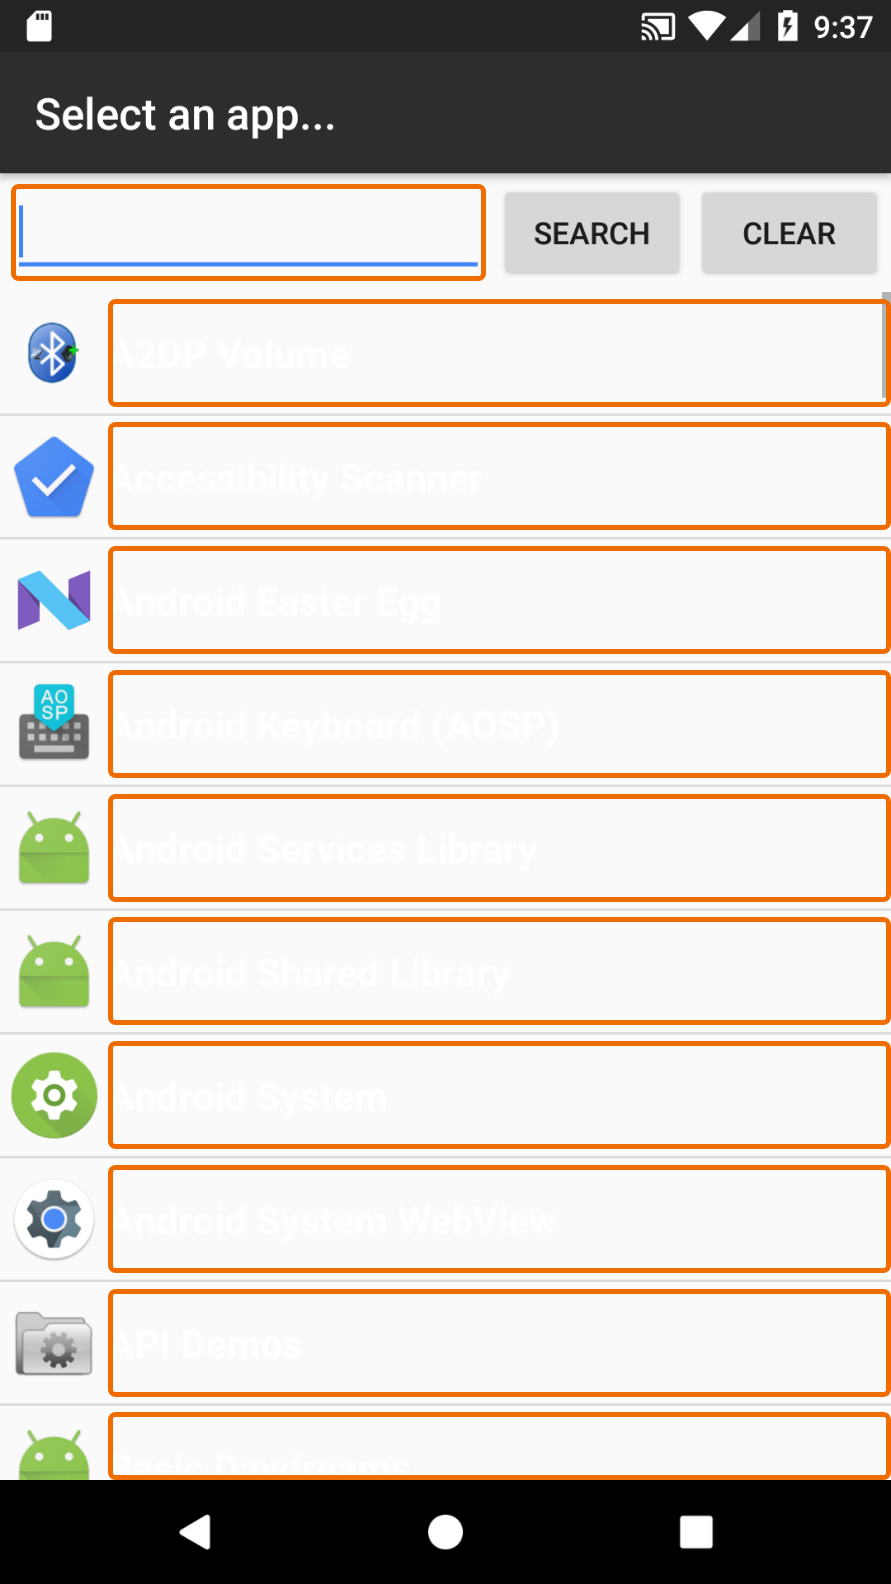 9:37
Select an app...
SEARCH CLEAR
A2DP Volume
Accessibility Scanner
Android Easter Egg
AO
SP
Android Keyboard (AOSP)
Android Services Library
Android Shared Library
Android System
Android System WebView
API Demos
Basic Daydreams